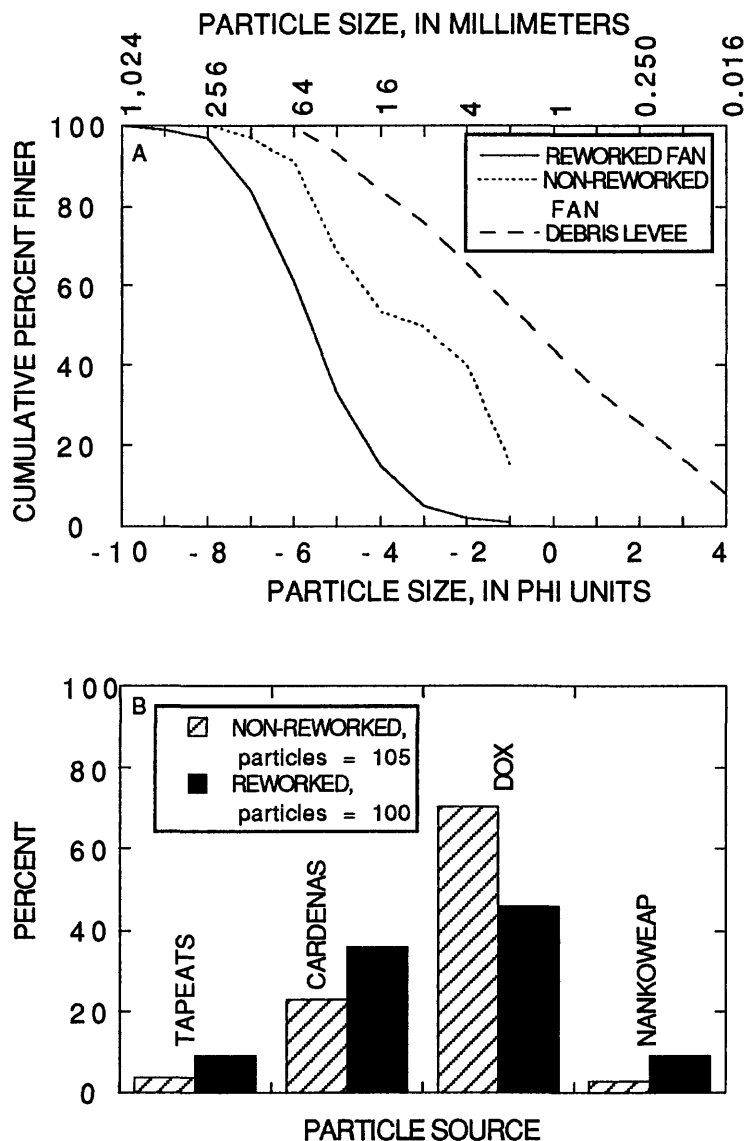 PARTICLE SIZE, IN MILLIMETERS
1,024 256 64 16 4 1 0.250 0.016
CUMULATIVE PERCENT FINER
100
80
60
40
20
0
A
REWORKED FAN
NON-REWORKED
FAN
DEBRIS LEVEE
-10 -8 -6 -4 -2 0 2 4
PARTICLE SIZE, IN PHI UNITS
PERCENT
100
80
60
40
20
0
B
NON-REWORKED,
particles = 105
REWORKED,
particles = 100
TAPEATS
CARDENAS
DOX
NANKOWEAP
PARTICLE SOURCE